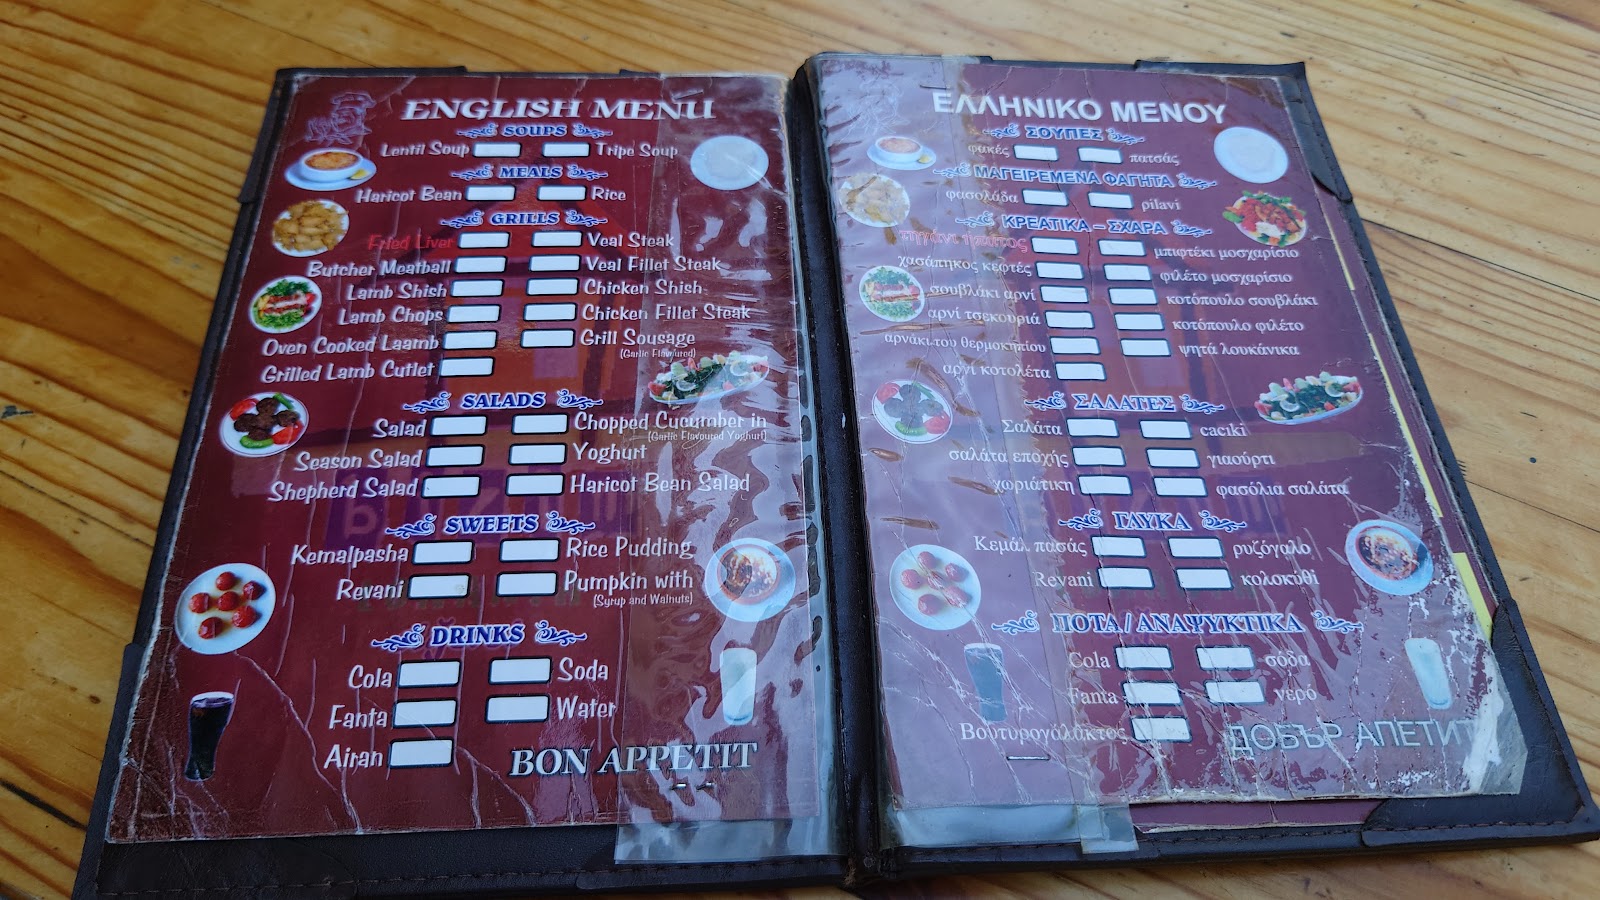 ENGLISH MENU
SOUPS
Lentil Soup Tripe Soup
MEALS
Haricot Bean Rice
GRILLS
Fried Liver Veal Steak
Butcher Meatball Veal Fillet Steak
Lamb Shish Chicken Shish
Lamb Chops Chicken Fillet Steak
Oven Cooked Laamb Grill Sousage
(Garlic Flavoured)
Grilled Lamb Cutlet
SALADS
Salad Chopped Cucumber in
(Garlic Flavoured Yoghurt)
Season Salad Yoghurt
Shepherd Salad Haricot Bean Salad
SWEETS
Kemalpasha Rice Pudding
Revani Pumpkin with
(Syrup and Walnuts)
DRINKS
Cola Soda
Fanta Water
Airan
BON APPETIT
ΕΛΛΗΝΙΚΟ ΜΕΝΟΥ
ΣΟΥΠΕΣ
φακές πατσάς
ΜΑΓΕΙΡΕΜΕΝΑ ΦΑΓΗΤΑ
φασολάδα pilavi
ΚΡΕΑΤΙΚΑ – ΣΧΑΡΑ
τηγάνι ήπατος μπιφτέκι μοσχαρίσιο
χασάπηκος κεφτές φιλέτο μοσχαρίσιο
σουβλάκι αρνί κοτόπουλο σουβλάκι
αρνί τσεκουριά κοτόπουλο φιλέτο
αρνάκι του θερμοκηπίου ψητά λουκάνικα
αρνί κοτολέτα
ΣΑΛΑΤΕΣ
Σαλάτα cacıki
σαλάτα εποχής γιαούρτι
χωριάτικη φασόλια σαλάτα
ΓΛΥΚΑ
Κεμάλ πασάς ρυζόγαλο
Revani κολοκύθι
ΠΟΤΑ / ΑΝΑΨΥΚΤΙΚΑ
Cola σόδα
Fanta νερό
Βουτυρογάλακτος
ДОБЪР АПЕТИТ